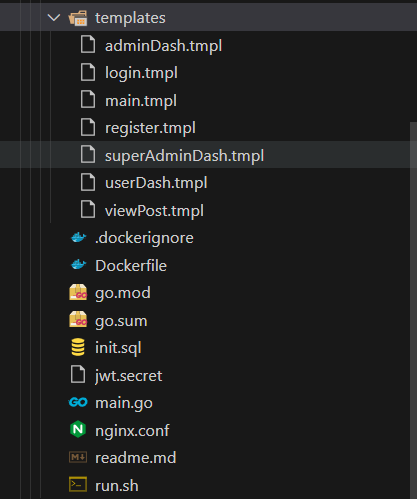 templates
adminDash.tmpl
login.tmpl
main.tmpl
register.tmpl
superAdminDash.tmpl
userDash.tmpl
viewPost.tmpl
.dockerignore
Dockerfile
go.mod
go.sum
init.sql
jwt.secret
main.go
nginx.conf
readme.md
run.sh